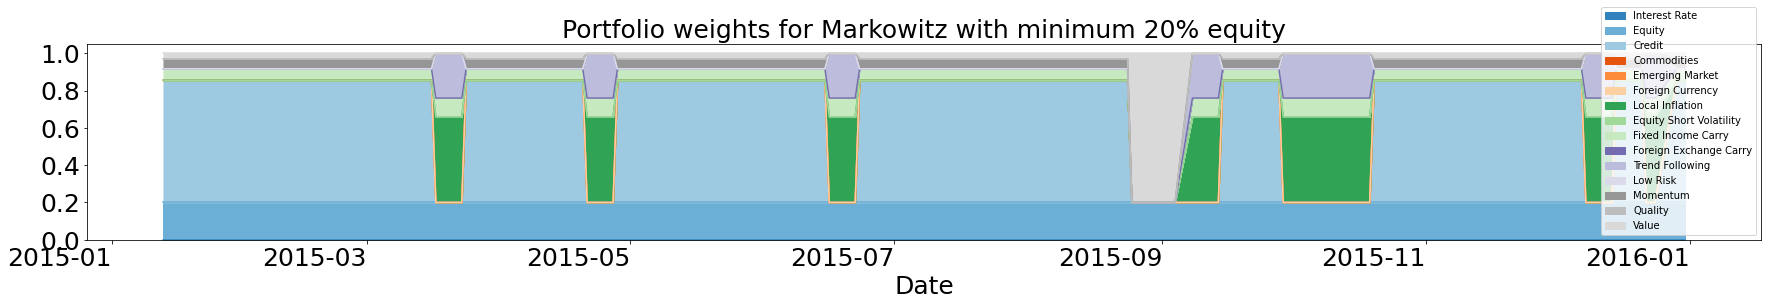 Portfolio weights for Markowitz with minimum 20% equity
1.0
0.8
0.6
0.4
0.2
0.0
2015-01
2015-03
2015-05
2015-07
2015-09
2015-11
2016-01
Date
Interest Rate
Equity
Credit
Commodities
Emerging Market
Foreign Currency
Local Inflation
Equity Short Volatility
Fixed Income Carry
Foreign Exchange Carry
Trend Following
Low Risk
Momentum
Quality
Value